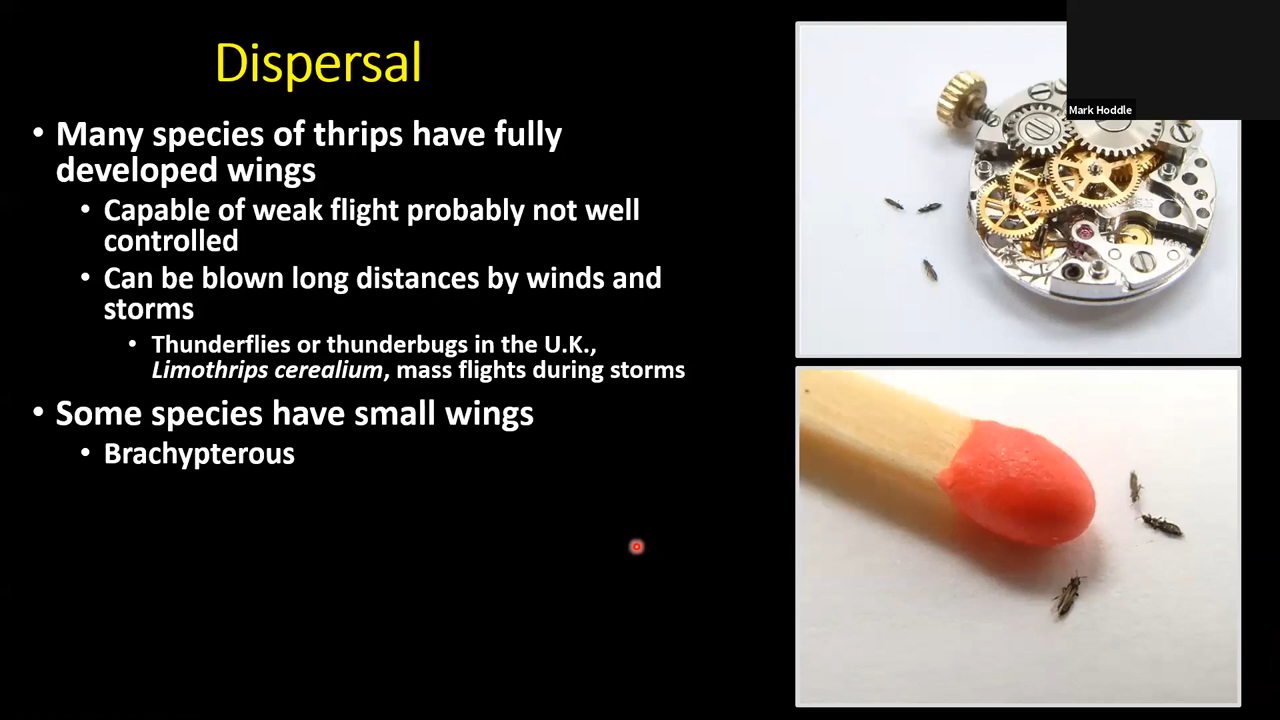 Dispersal
• Many species of thrips have fully
developed wings
• Capable of weak flight probably not well
controlled
• Can be blown long distances by winds and
storms
• Thunderflies or thunderbugs in the U.K.,
Limothrips cerealium, mass flights during storms
• Some species have small wings
• Brachypterous
Mark Hoddle